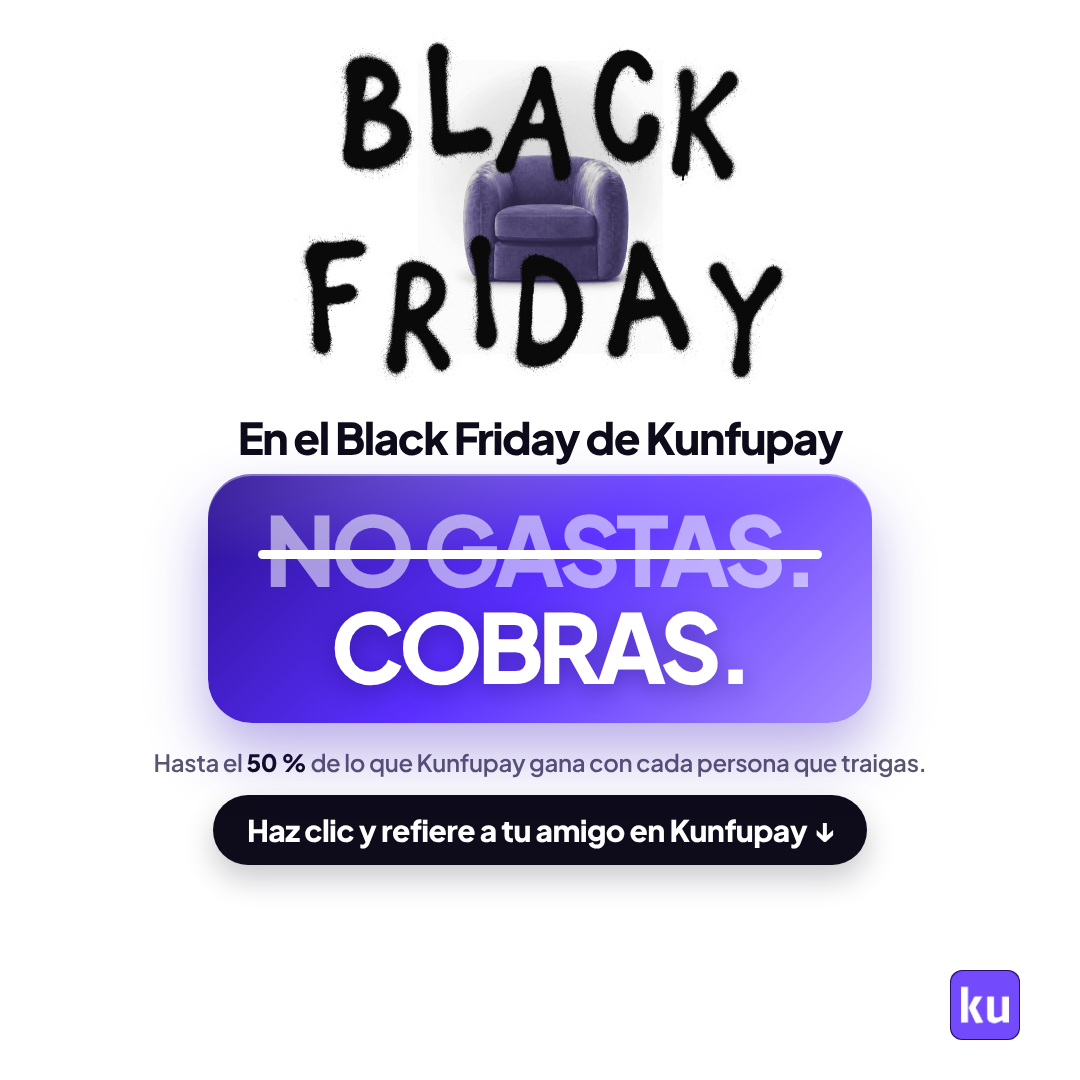 BLACK
FRIDAY
En el Black Friday de Kunfupay
NO GASTAS.
COBRAS.
Hasta el 50 % de lo que Kunfupay gana con cada persona que traigas.
Haz clic y refiere a tu amigo en Kunfupay ↓
ku